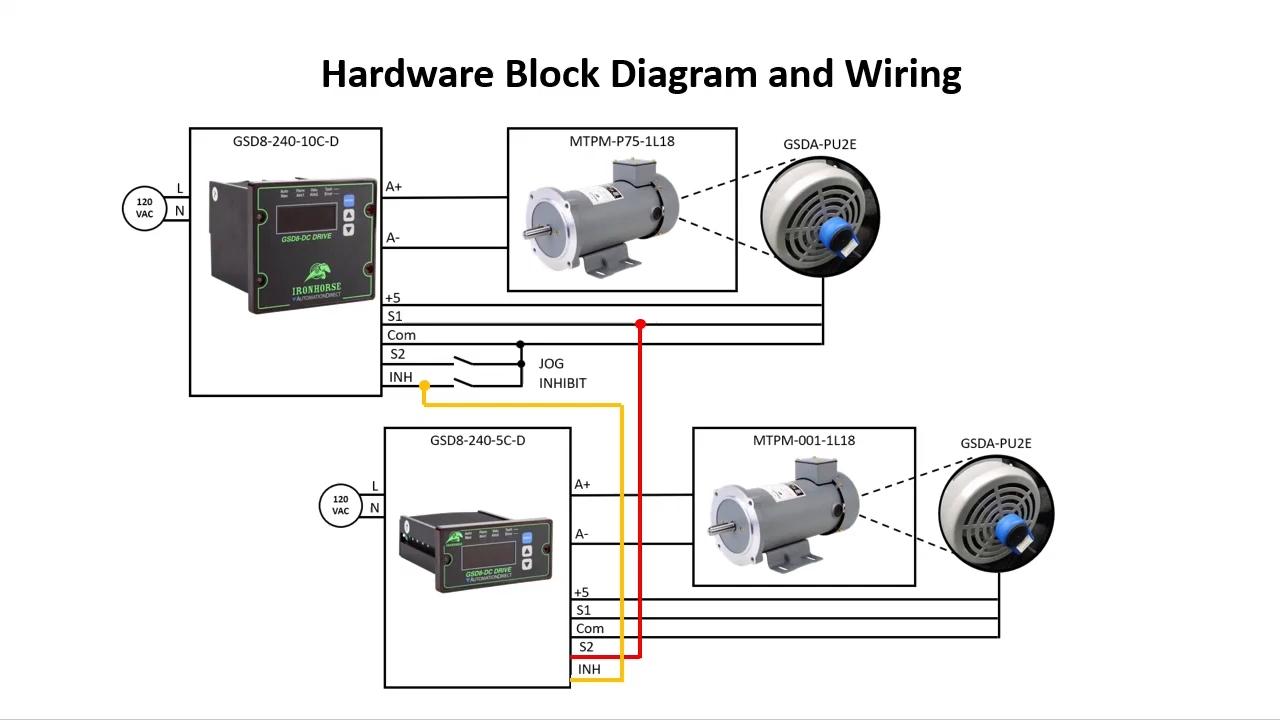 Hardware Block Diagram and Wiring
GSD8-240-10C-D
MTPM-P75-1L18
GSDA-PU2E
L
N
120
VAC
A+
A-
GSD8-DC DRIVE
IRONHORSE
AUTOMATIONDIRECT
+5
S1
Com
S2
INH
JOG
INHIBIT
GSD8-240-5C-D
MTPM-001-1L18
GSDA-PU2E
L
N
120
VAC
A+
A-
GSD8-DC DRIVE
AUTOMATIONDIRECT
+5
S1
Com
S2
INH